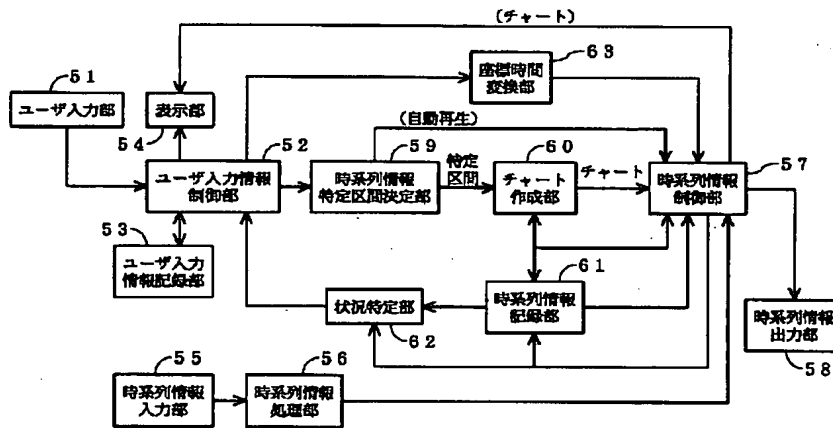 (チャート)
63
座標時間
変換部
51
ユーザ入力部
表示部
54
(自動再生)
52
ユーザ入力情報
制御部
59
時系列情報
特定区間決定部
特定
区間
60
チャート
作成部
チャート
57
時系列情報
制御部
53
ユーザ入力
情報記録部
61
時系列情報
記録部
状況特定部
62
時系列情報
出力部
58
55
時系列情報
入力部
56
時系列情報
処理部